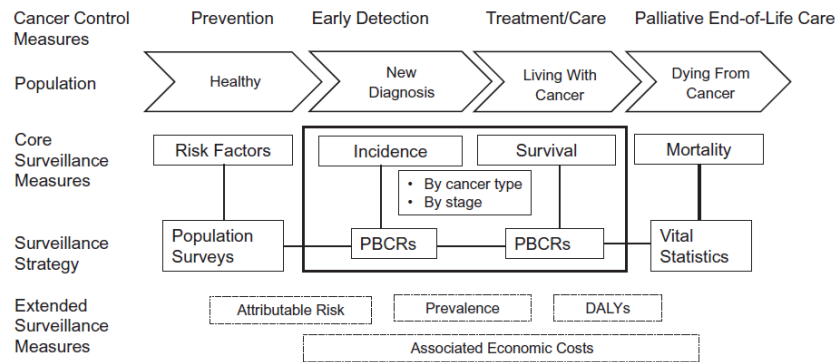 Cancer Control Measures
Prevention
Early Detection
Treatment/Care
Palliative End-of-Life Care
Population
Healthy
New
Diagnosis
Living With
Cancer
Dying From
Cancer
Core
Surveillance
Measures
Risk Factors
Incidence
Survival
Mortality
• By cancer type
• By stage
Surveillance
Strategy
Population
Surveys
PBCRs
PBCRs
Vital
Statistics
Extended
Surveillance
Measures
Attributable Risk
Prevalence
DALYs
Associated Economic Costs